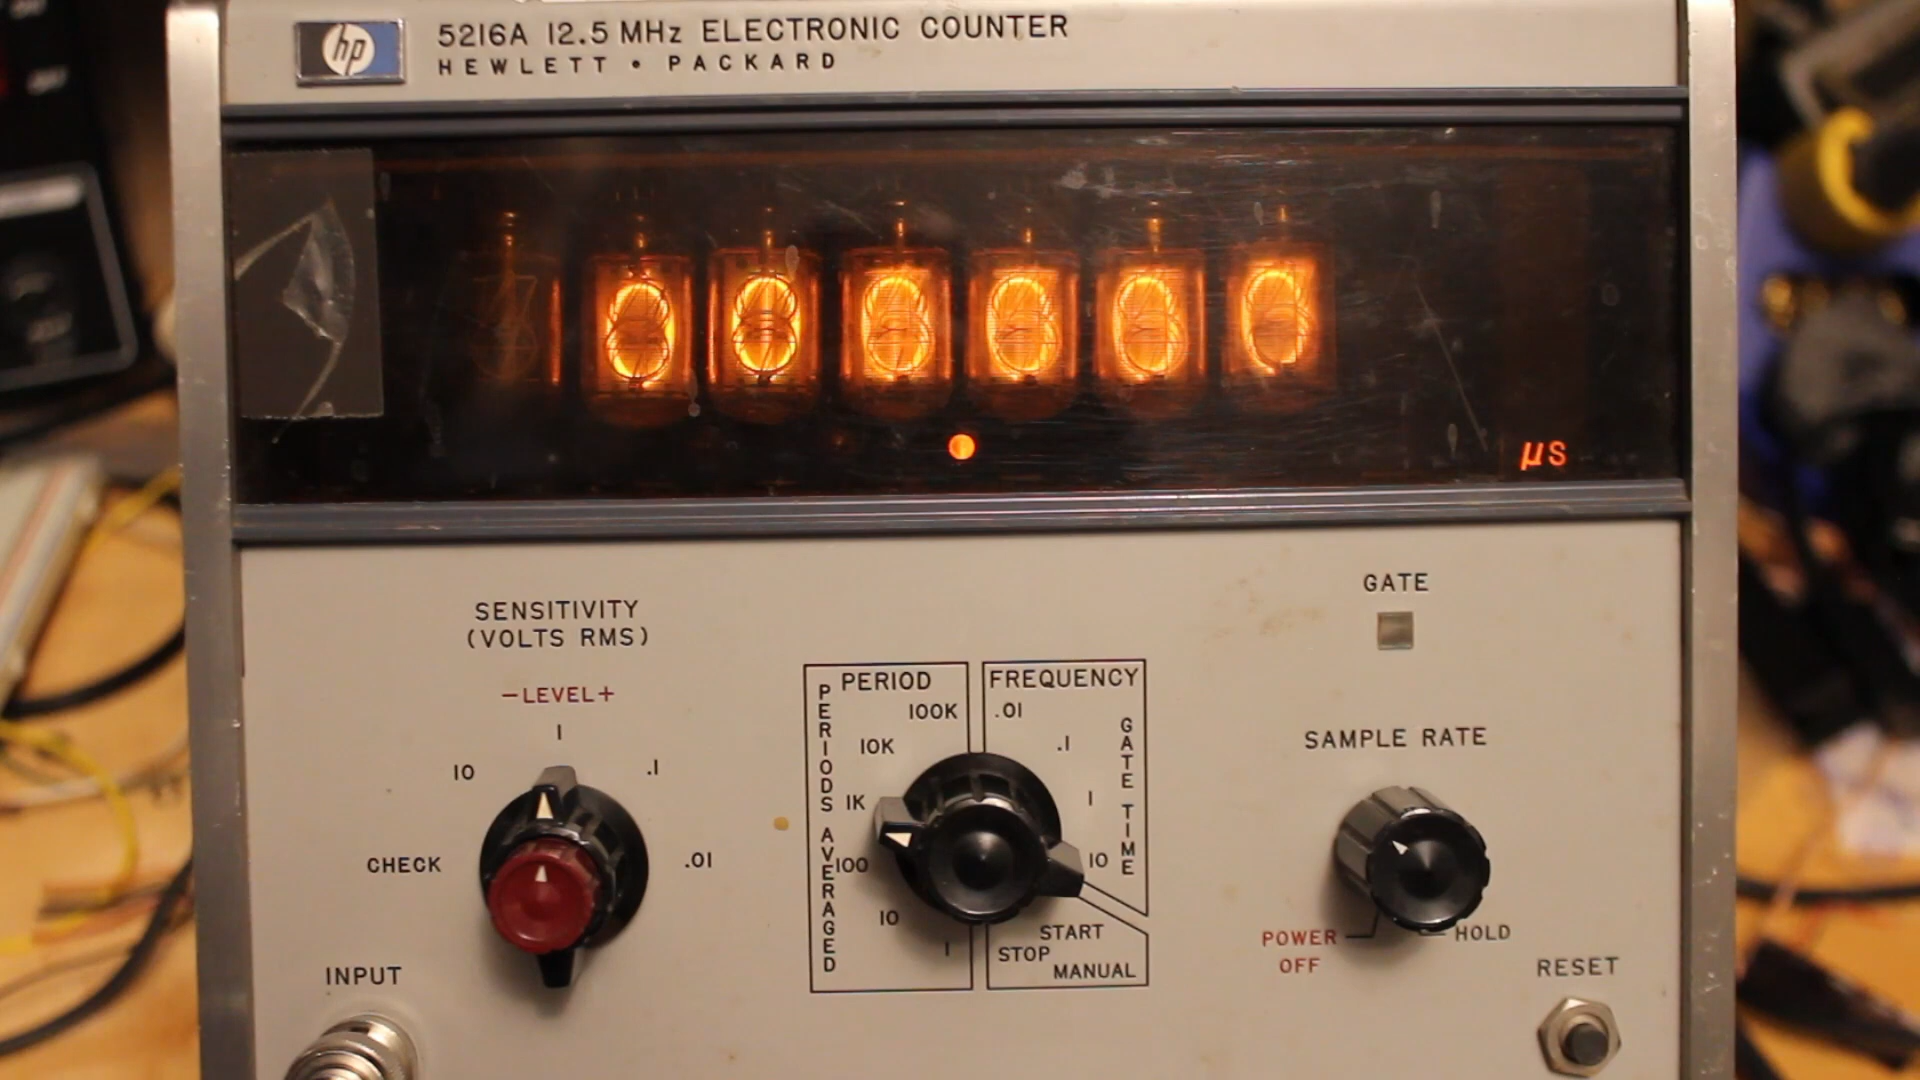 hp
5216A 12.5 MHz ELECTRONIC COUNTER
HEWLETT • PACKARD
μS
SENSITIVITY
(VOLTS RMS)
-LEVEL+
1
10
.1
CHECK
.01
INPUT
PERIOD
PERIODS AVERAGED
100K
10K
1K
100
10
1
FREQUENCY
GATE TIME
.01
.1
1
10
START
STOP
MANUAL
GATE
SAMPLE RATE
POWER
OFF
HOLD
RESET